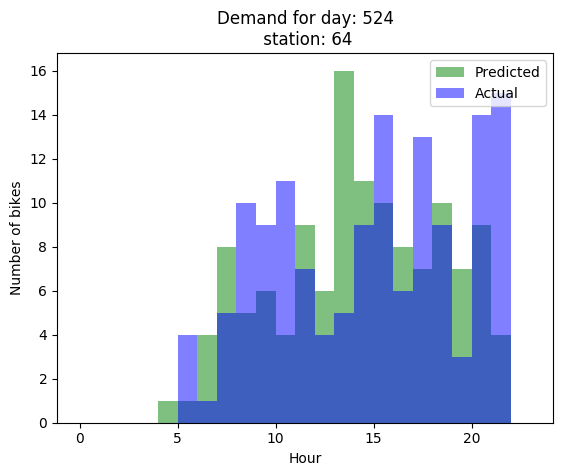 Demand for day: 524
station: 64
Predicted
Actual
Number of bikes
16
14
12
10
8
6
4
2
0
0 5 10 15 20
Hour